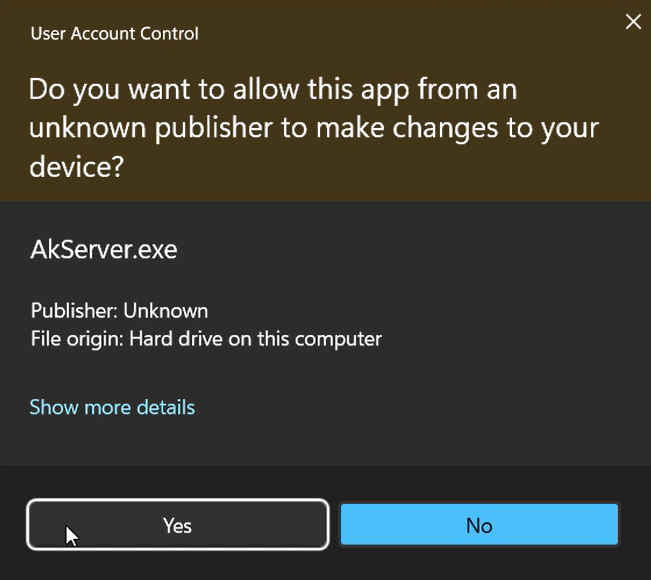 User Account Control
Do you want to allow this app from an
unknown publisher to make changes to your
device?
AkServer.exe
Publisher: Unknown
File origin: Hard drive on this computer
Show more details
Yes
No